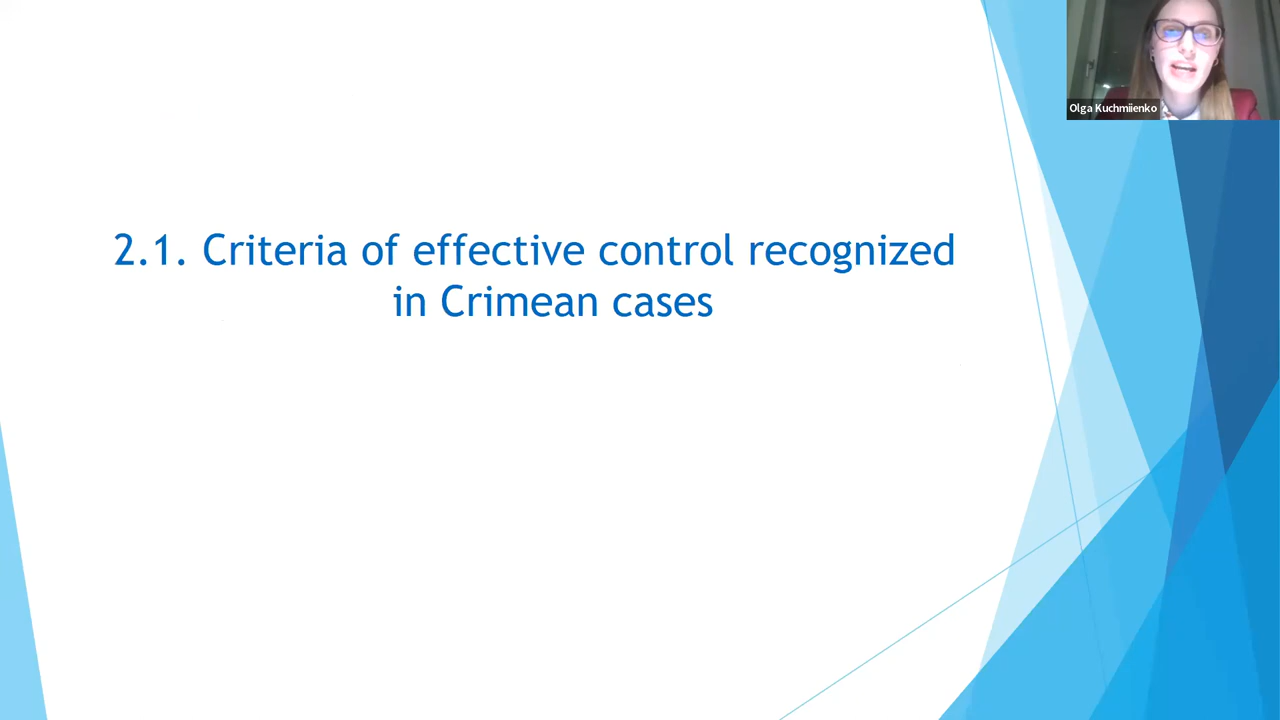 Olga Kuchmiienko
2.1. Criteria of effective control recognized
in Crimean cases